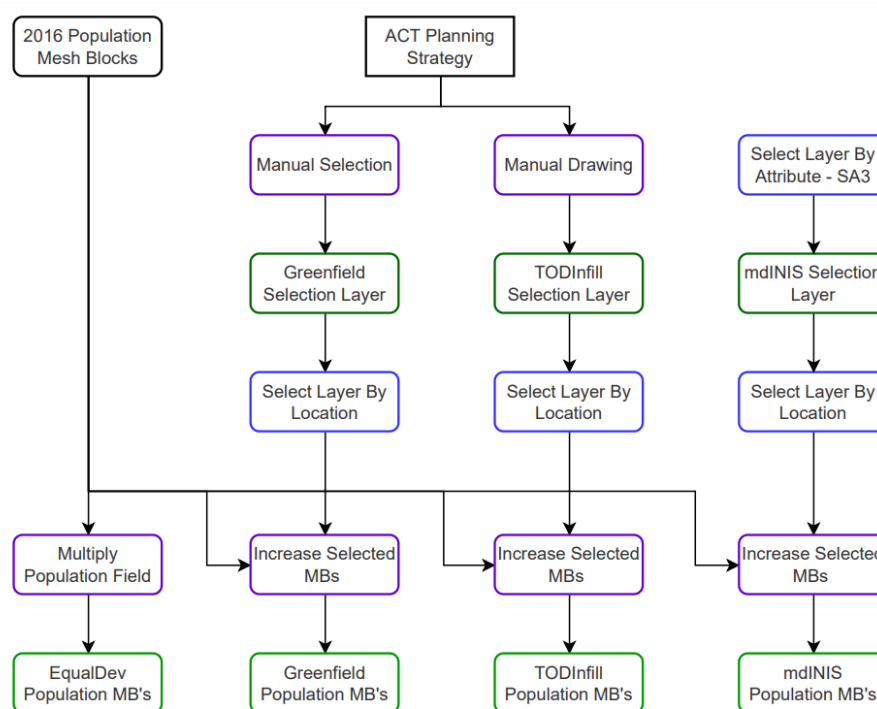 2016 Population
Mesh Blocks
ACT Planning
Strategy
Manual Selection
Manual Drawing
Select Layer By
Attribute - SA3
Greenfield
Selection Layer
TODInfill
Selection Layer
mdINIS Selection
Layer
Select Layer By
Location
Select Layer By
Location
Select Layer By
Location
Multiply
Population Field
Increase Selected
MBs
Increase Selected
MBs
Increase Selected
MBs
EqualDev
Population MB's
Greenfield
Population MB's
TODInfill
Population MB's
mdINIS
Population MB's